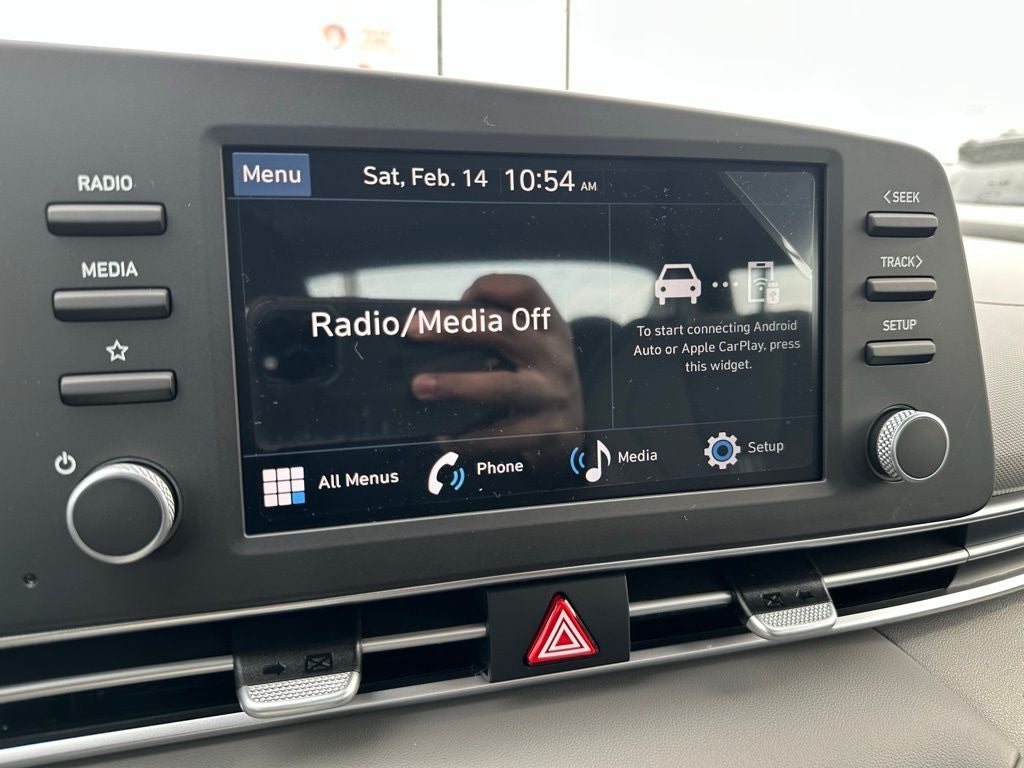 RADIO
MEDIA
Menu
Sat, Feb. 14 10:54 AM
Radio/Media Off
To start connecting Android
Auto or Apple CarPlay, press
this widget.
All Menus
Phone
Media
Setup
<SEEK
TRACK>
SETUP